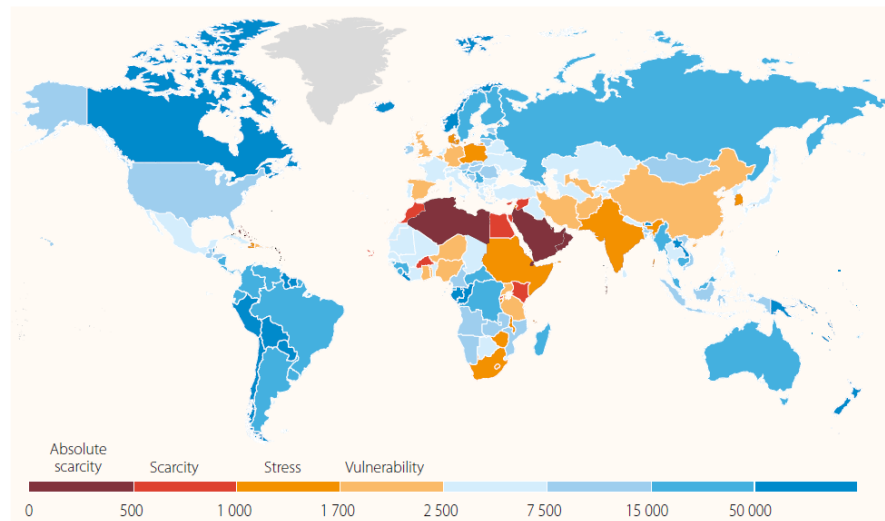 Absolute
scarcity
Scarcity
Stress
Vulnerability
0
500
1 000
1 700
2 500
7 500
15 000
50 000